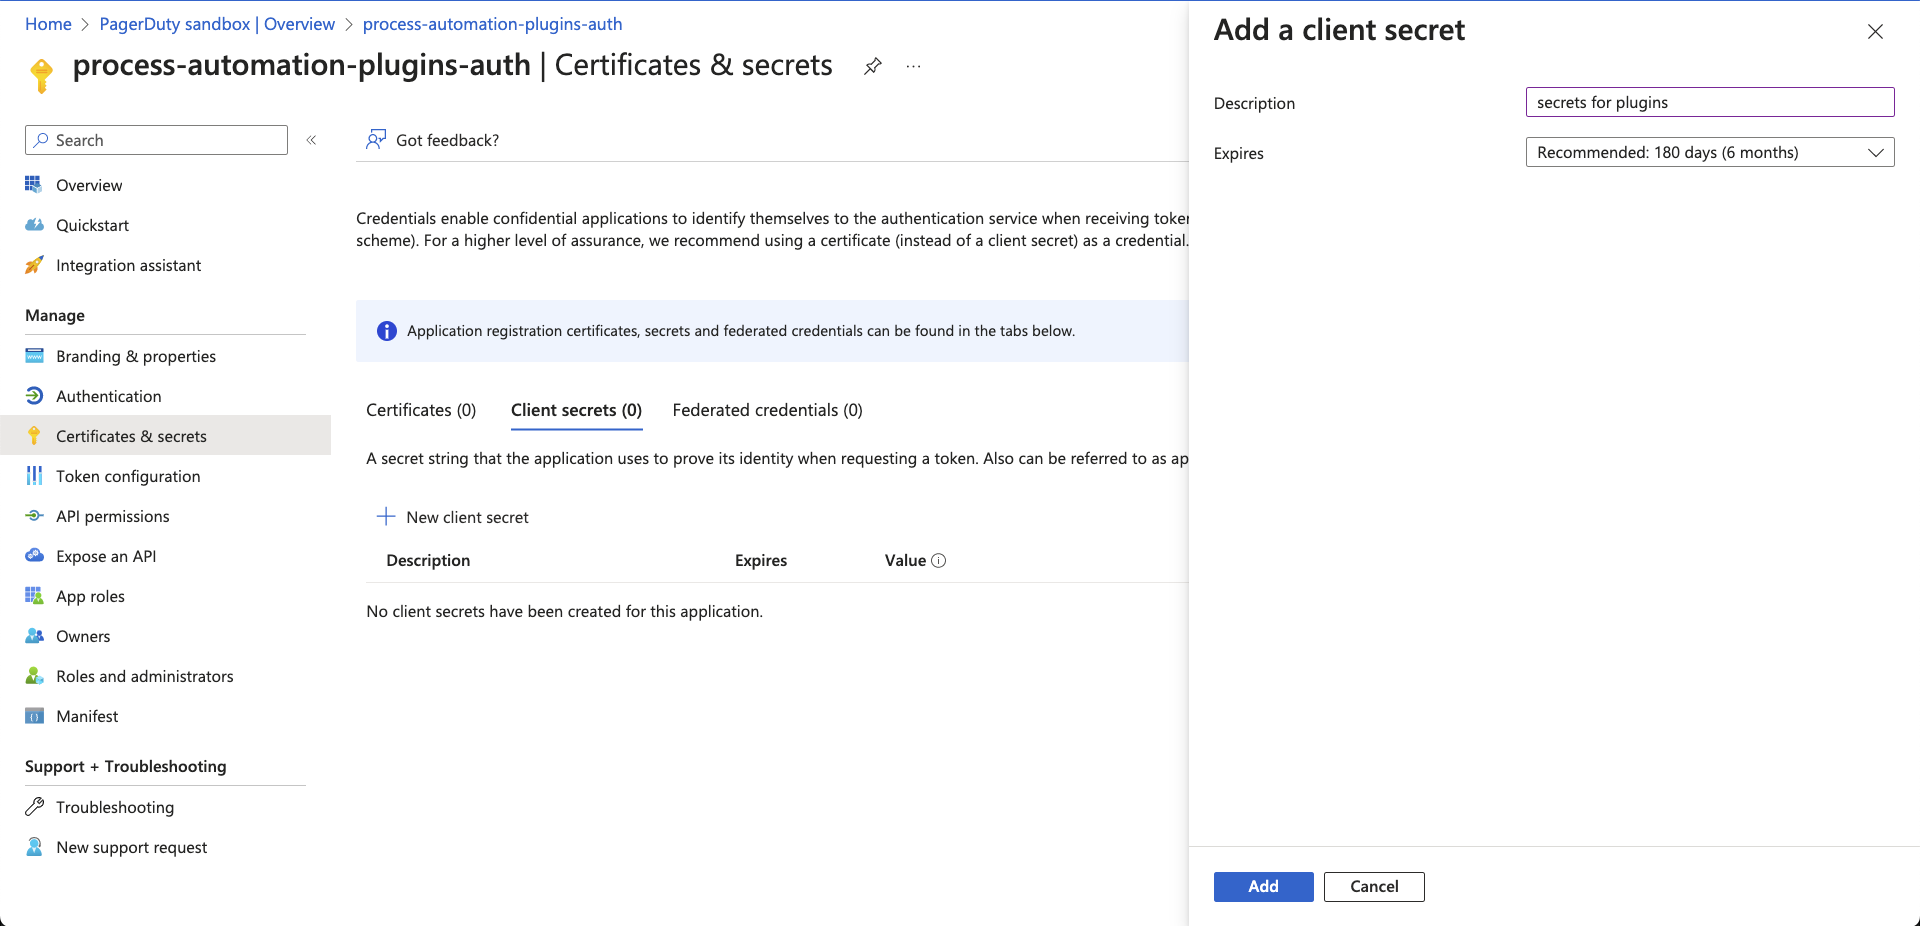 Home > PagerDuty sandbox | Overview > process-automation-plugins-auth
process-automation-plugins-auth | Certificates & secrets
Search
Overview
Quickstart
Integration assistant
Manage
Branding & properties
Authentication
Certificates & secrets
Token configuration
API permissions
Expose an API
App roles
Owners
Roles and administrators
Manifest
Support + Troubleshooting
Troubleshooting
New support request
Got feedback?
Credentials enable confidential applications to identify themselves to the authentication service when receiving token
scheme). For a higher level of assurance, we recommend using a certificate (instead of a client secret) as a credential.
Application registration certificates, secrets and federated credentials can be found in the tabs below.
Certificates (0) Client secrets (0) Federated credentials (0)
A secret string that the application uses to prove its identity when requesting a token. Also can be referred to as ap
New client secret
Description Expires Value
No client secrets have been created for this application.
Add a client secret
Description secrets for plugins
Expires Recommended: 180 days (6 months)
Add Cancel